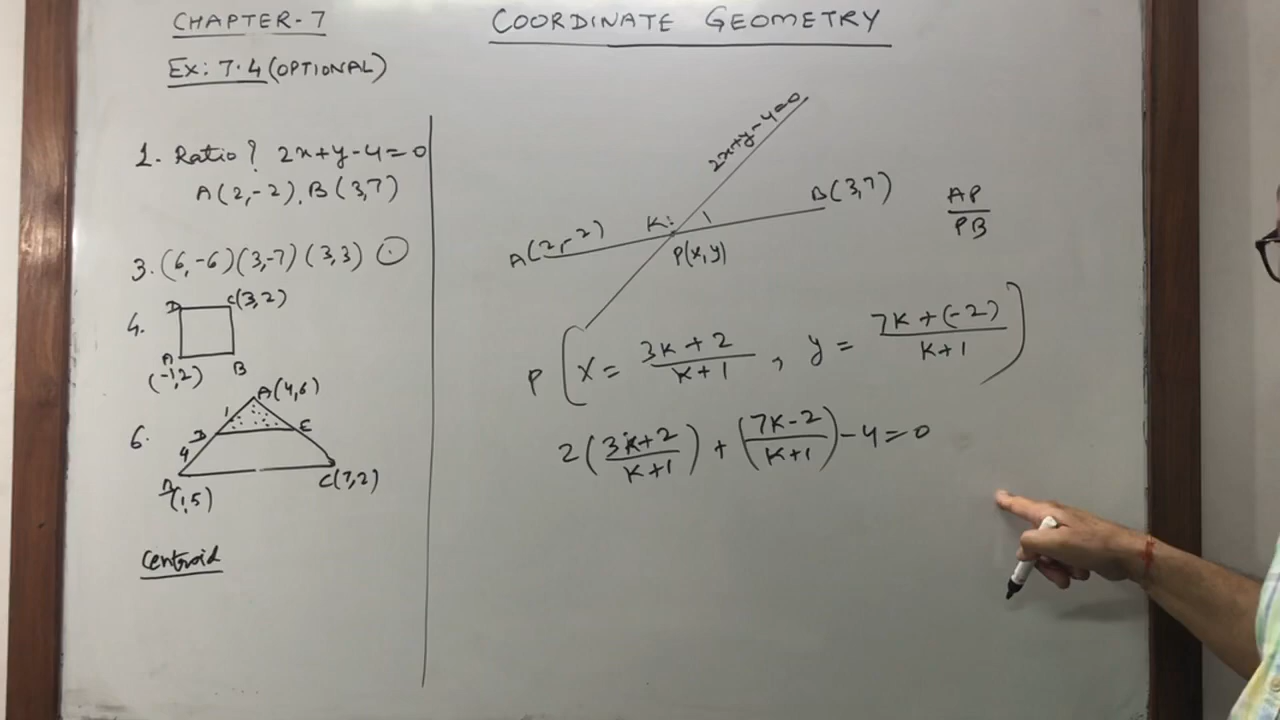 CHAPTER-7
EX: 7.4 (OPTIONAL)
1. Ratio? 2x+y-4=0
A(2,-2), B(3,7)
3. (6,-6) (3,-7) (3,3)
4.
D C(3,2)
A B
(-1,2)
6.
A(4,6)
1
D E
4
(1,5) C(7,2)
Centroid
COORDINATE GEOMETRY
2x+y-4=0
A(2,-2) K: 1 B(3,7)
P(x,y)
AP
PB
P (x = 3K+2 / K+1 , y = 7K+(-2) / K+1)
2(3K+2 / K+1) + (7K-2 / K+1) -4=0